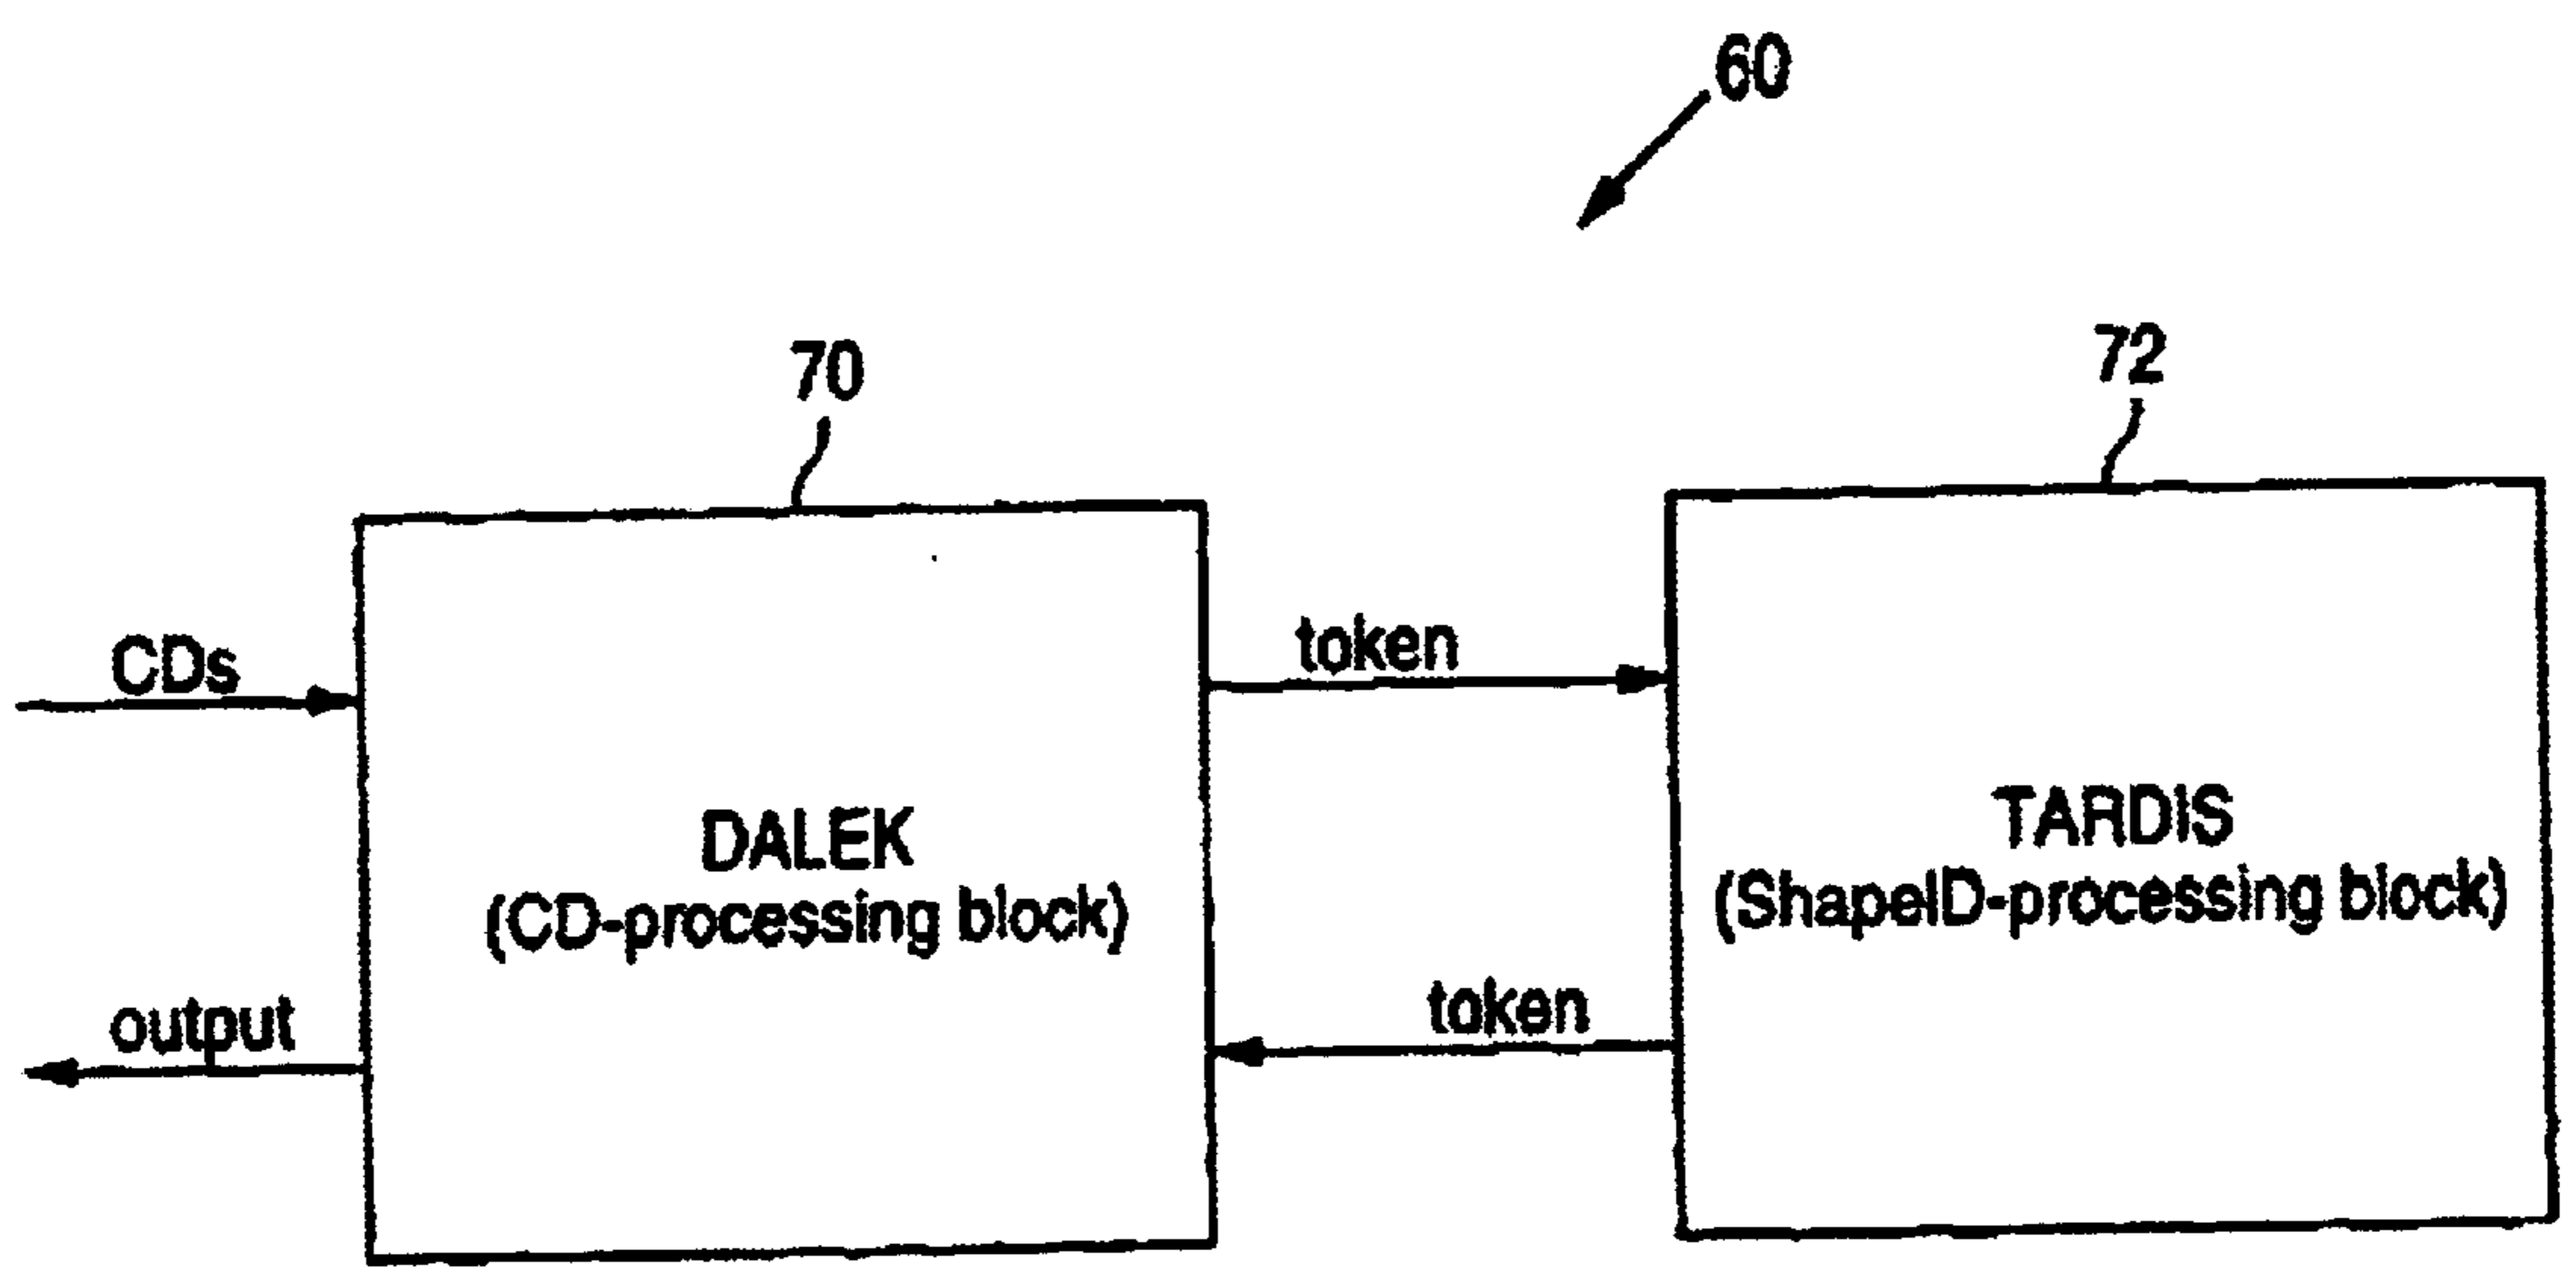 60
70
72
CDs
token
DALEK
(CD-processing block)
TARDIS
(ShapeID-processing block)
output
token